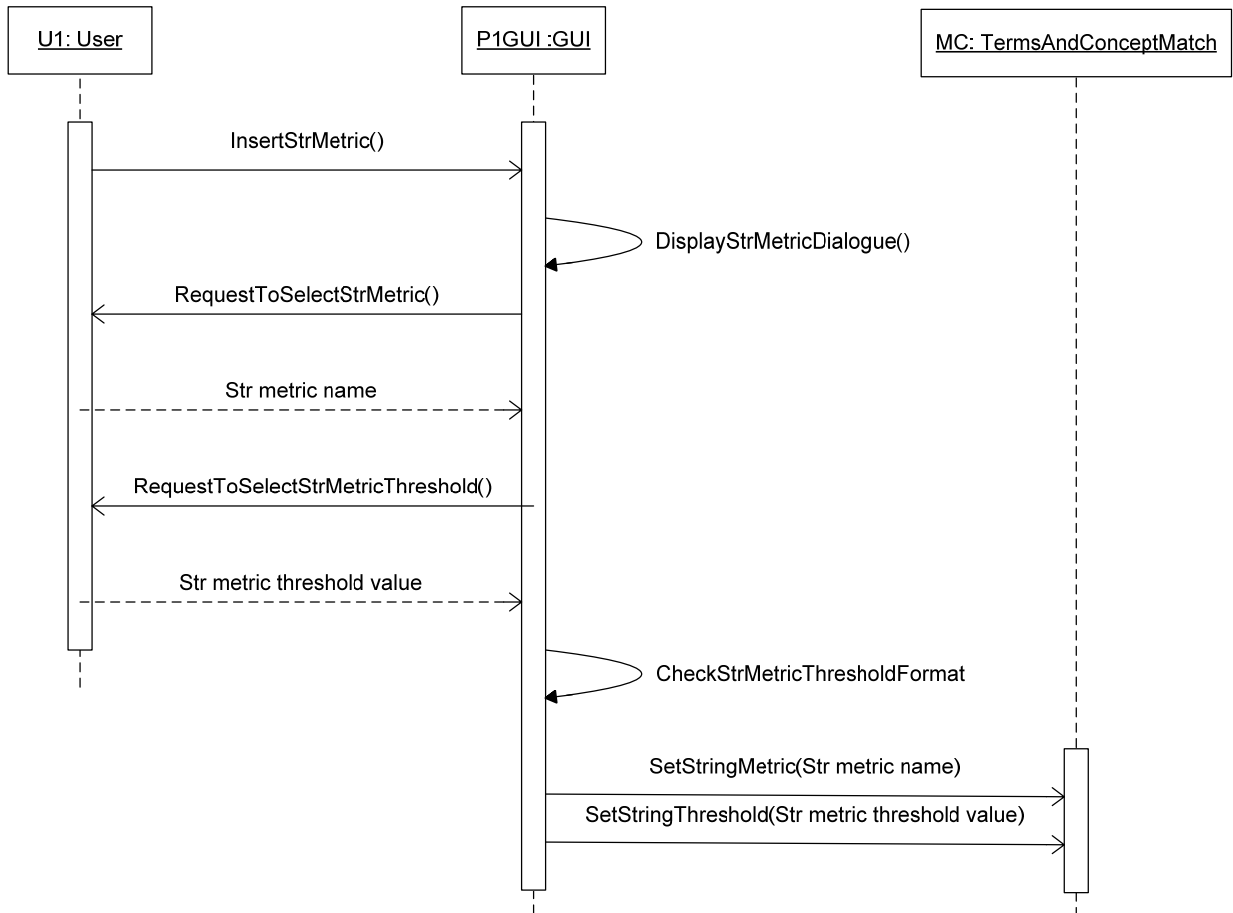 U1: User
P1GUI :GUI
MC: TermsAndConceptMatch
InsertStrMetric()
DisplayStrMetricDialogue()
RequestToSelectStrMetric()
Str metric name
RequestToSelectStrMetricThreshold()
Str metric threshold value
CheckStrMetricThresholdFormat
SetStringMetric(Str metric name)
SetStringThreshold(Str metric threshold value)